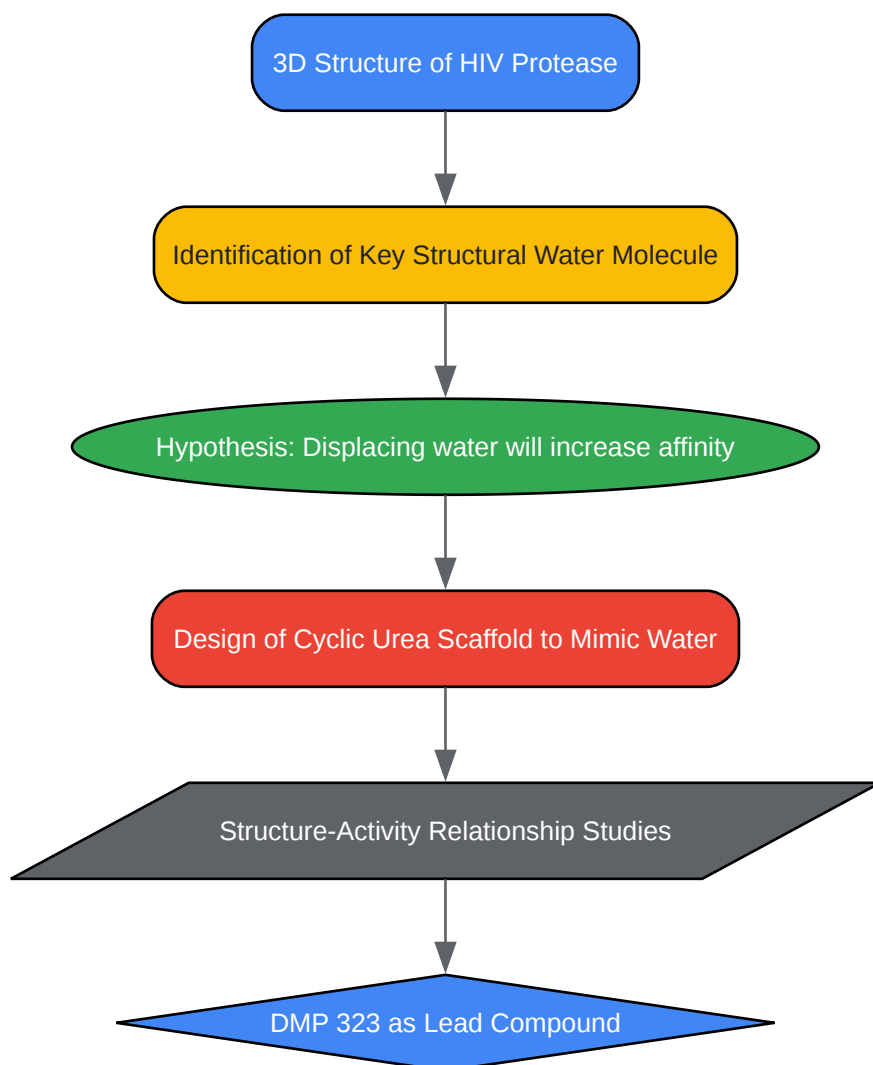 3D Structure of HIV Protease
Identification of Key Structural Water Molecule
Hypothesis: Displacing water will increase affinity
Design of Cyclic Urea Scaffold to Mimic Water
Structure-Activity Relationship Studies
DMP 323 as Lead Compound